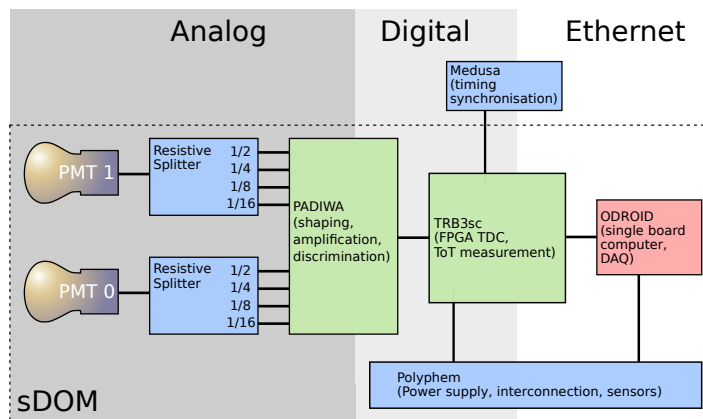 Analog
Digital
Ethernet
Medusa
(timing
synchronisation)
PMT 1
Resistive
Splitter
1/2
1/4
1/8
1/16
PADIWA
(shaping,
amplification,
discrimination)
TRB3sc
(FPGA TDC,
ToT measurement)
ODROID
(single board
computer,
DAQ)
PMT 0
Resistive
Splitter
1/2
1/4
1/8
1/16
Polyphem
(Power supply, interconnection, sensors)
sDOM